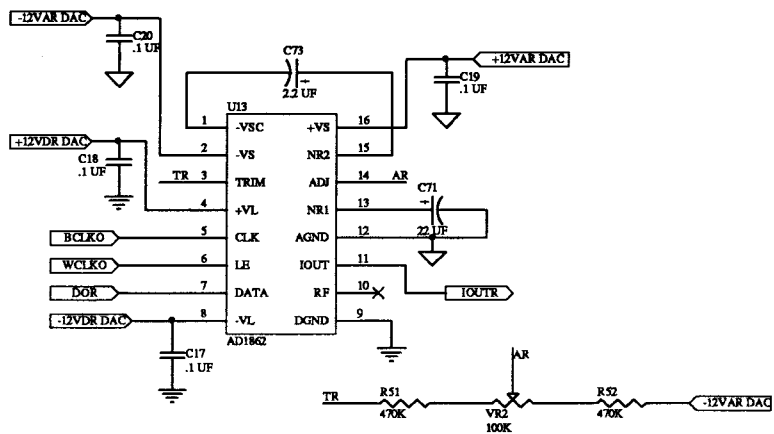 -12VAR DAC
C20
.1 UF
C73
2.2 UF
+12VAR DAC
C19
.1 UF
U13
1 -VSC +VS 16
+12VDR DAC
C18
.1 UF
2 -VS NR2 15
TR 3 TRIM ADJ 14 AR
C71
22 UF
4 +VL NR1 13
BCLKO 5 CLK AGND 12
WCLKO 6 LE IOUT 11
DOR 7 DATA RF 10
IOUTR
-12VDR DAC 8 -VL DGND 9
AD1862
C17
.1 UF
AR
TR R51 R52 -12VAR DAC
470K VR2 470K
100K